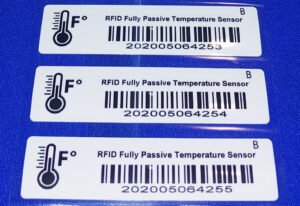 B
F° RFID Fully Passive Temperature Sensor
202005064253
B
F° RFID Fully Passive Temperature Sensor
202005064254
B
F° RFID Fully Passive Temperature Sensor
202005064255